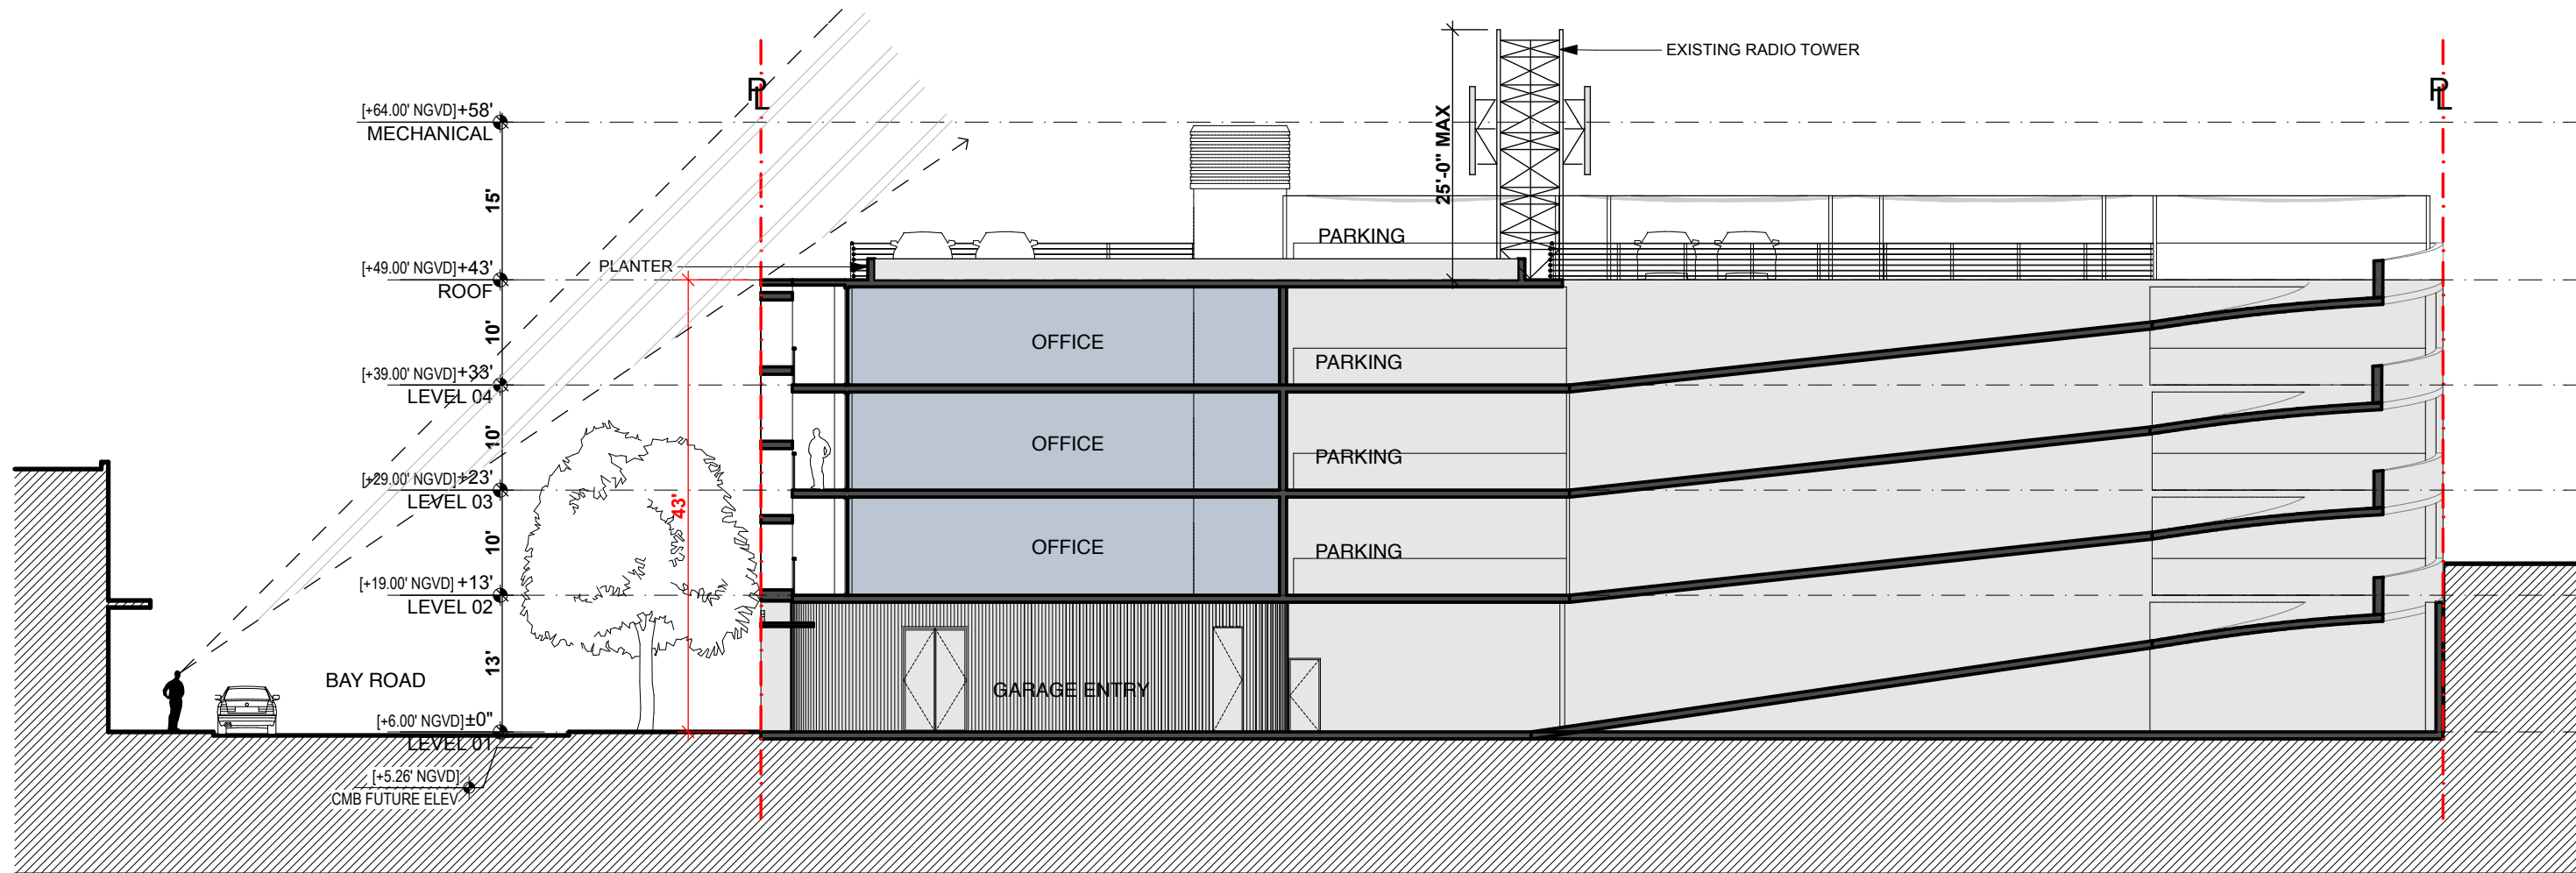 EXISTING RADIO TOWER
PL
PL
[+64.00' NGVD]+58'
MECHANICAL
25'-0" MAX
15'
PARKING
PLANTER
[+49.00' NGVD]+43'
ROOF
10'
OFFICE
PARKING
[+39.00' NGVD]+33'
LEVEL 04
10'
OFFICE
PARKING
[+29.00' NGVD]+23'
LEVEL 03
43'
10'
OFFICE
PARKING
[+19.00' NGVD] +13'
LEVEL 02
13'
BAY ROAD
GARAGE ENTRY
[+6.00' NGVD]±0"
LEVEL 01
[+5.26' NGVD]
CMB FUTURE ELEV